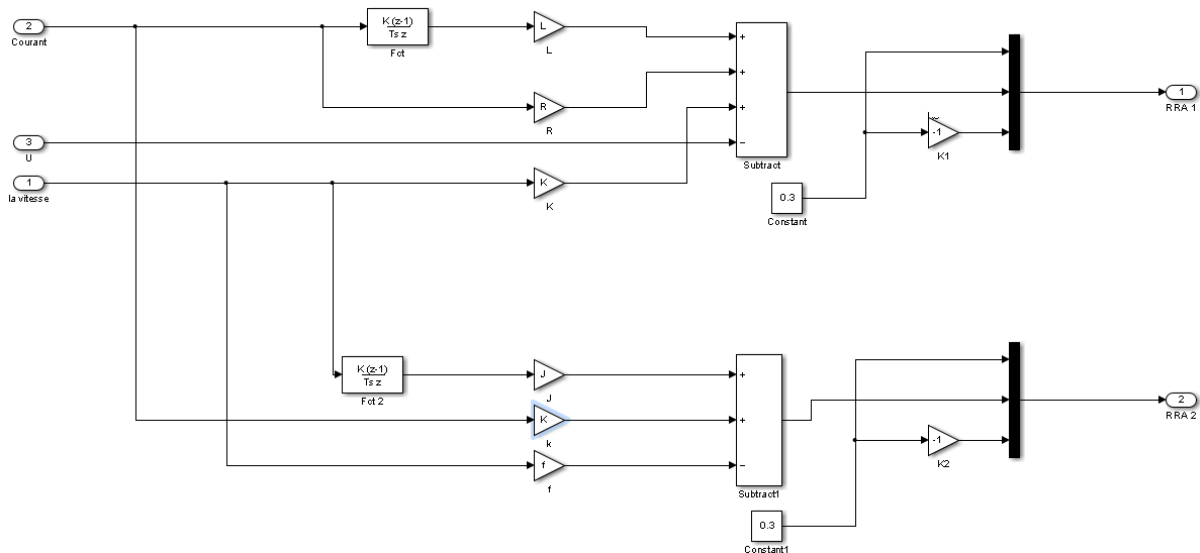 2
Courant
K (z-1)
Ts z
Fct
L
L
R
R
3
U
1
la vitesse
K
K
+
+
+
−
Subtract
0.3
Constant
-1
K1
1
RRA 1
K (z-1)
Ts z
Fct 2
J
J
K
k
f
f
+
+
−
Subtract1
0.3
Constant1
-1
K2
2
RRA 2